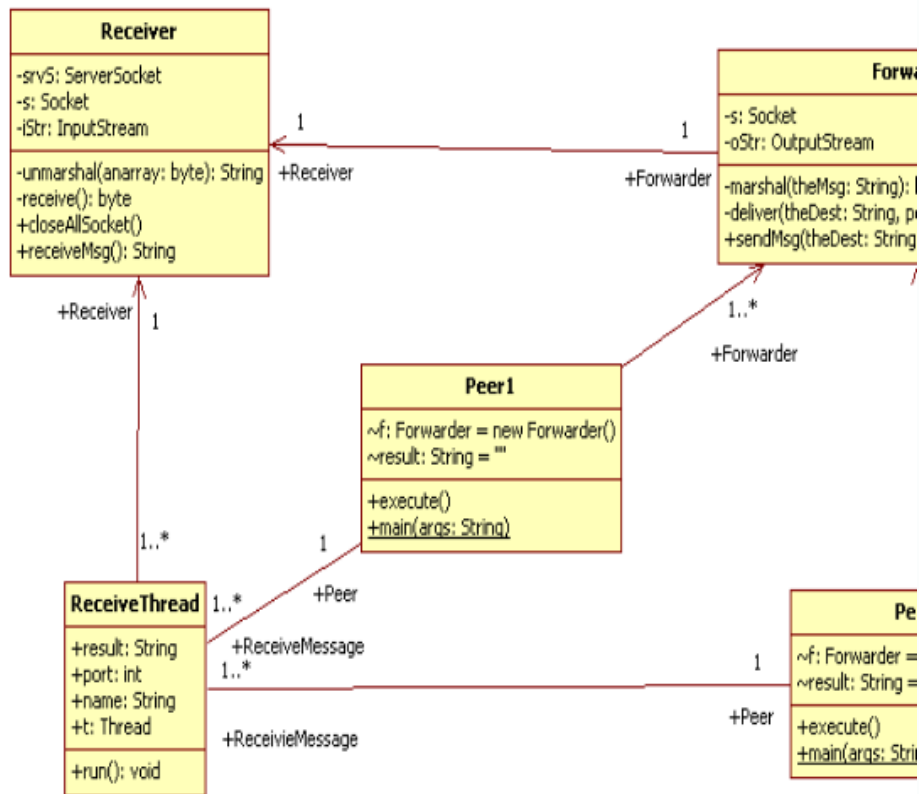 Receiver
-srvS: ServerSocket
-s: Socket
-iStr: InputStream
-unmarshal(anarray: byte): String
-receive(): byte
+closeAllSocket()
+receiveMsg(): String
-s: Socket
-oStr: OutputStream
-marshal(theMsg: String):
-deliver(theDest: String,
+sendMsg(theDest: String
1
+Receiver
1
+Forwarder
+Receiver
1
1..*
+Forwarder
Peer1
~f: Forwarder = new Forwarder()
~result: String = ""
+execute()
+main(args: String)
1..*
1
+Peer
1..*
+ReceiveMessage
ReceiveThread
+result: String
+port: int
+name: String
+t: Thread
+run(): void
1..*
+ReceivieMessage
1
+Peer
~f: Forwarder =
~result: String =
+execute()
+main(args: